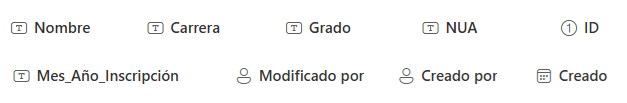 Nombre Carrera Grado NUA ID
Mes_Año_Inscripción Modificado por Creado por Creado